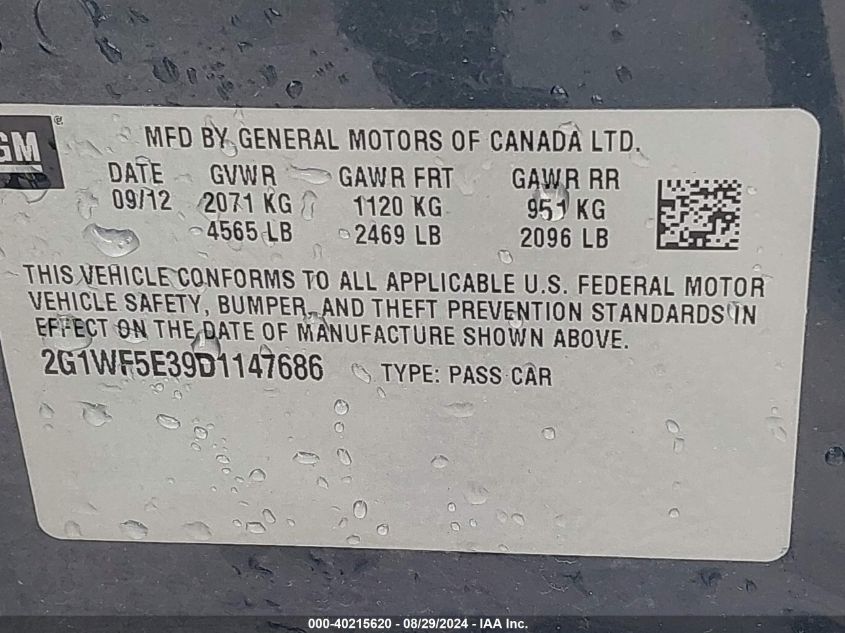 GM®
MFD BY GENERAL MOTORS OF CANADA LTD.
DATE GVWR GAWR FRT GAWR RR
09/12 2071 KG 1120 KG 951 KG
4565 LB 2469 LB 2096 LB
THIS VEHICLE CONFORMS TO ALL APPLICABLE U.S. FEDERAL MOTOR
VEHICLE SAFETY, BUMPER, AND THEFT PREVENTION STANDARDS IN
EFFECT ON THE DATE OF MANUFACTURE SHOWN ABOVE.
2G1WF5E39D1147686 TYPE: PASS CAR
000-40215620 - 08/29/2024 - IAA Inc.